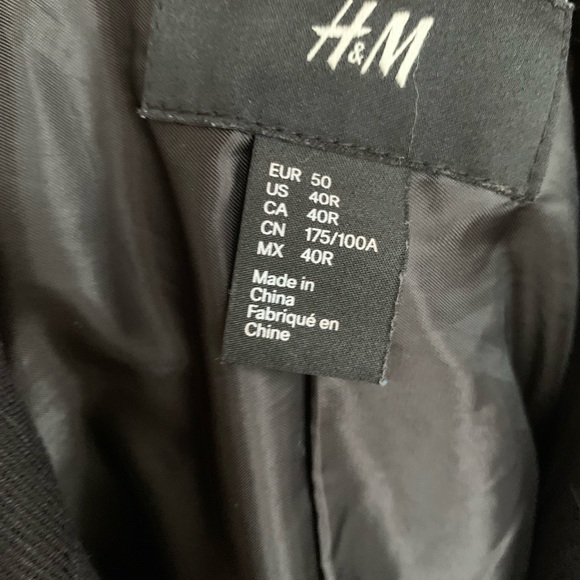 H&M
EUR 50
US 40R
CA 40R
CN 175/100A
MX 40R
Made in
China
Fabriqué en
Chine